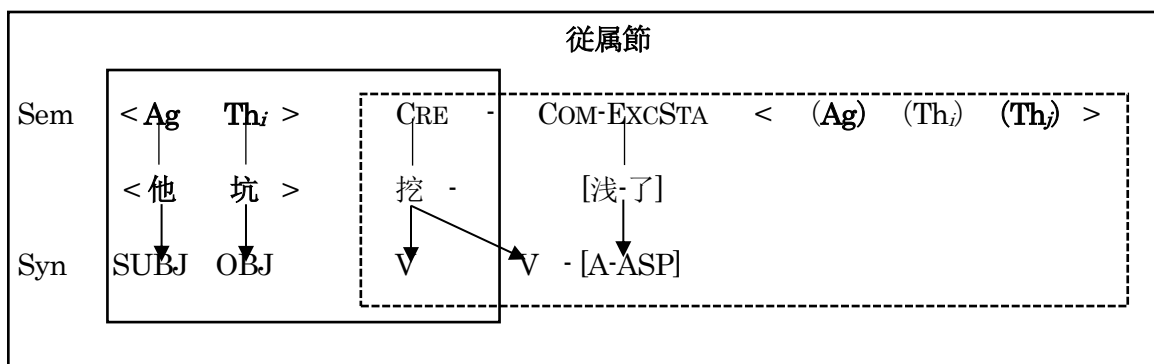 従属節
Sem < Ag Thi > CRE - COM-EXCSTA < (Ag) (Thi) (Thj) >
< 他 坑 > 挖 - [浅-了]
Syn SUBJ OBJ V V - [A-ASP]